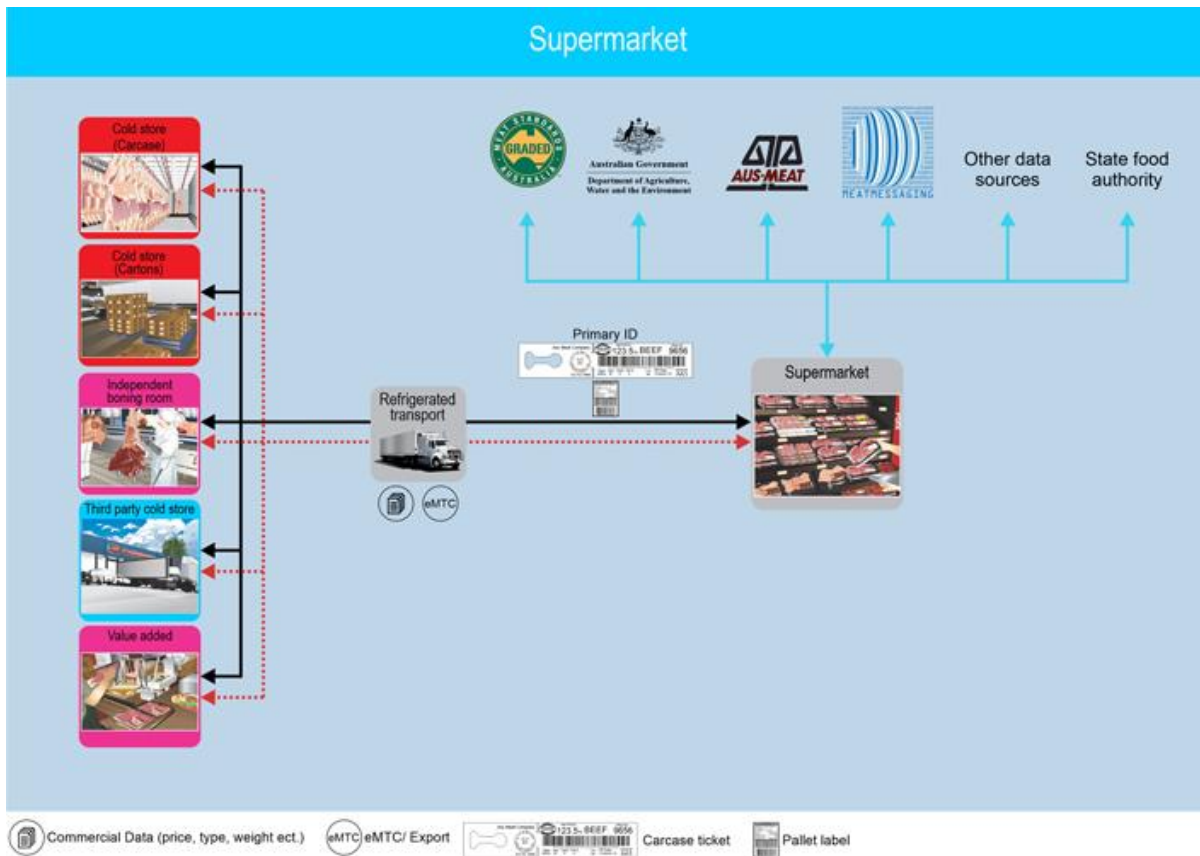 Supermarket
Cold store
(Carcase)
Cold store
(Cartons)
Independent
boning room
Third party cold store
Value added
Refrigerated
transport
eMTC
Primary ID
123.5 BEEF 9656
MEAT STANDARDS
GRADED
AUSTRALIA
Australian Government
Department of Agriculture,
Water and the Environment
AUS-MEAT
MEATMESSAGING
Other data
sources
State food
authority
Supermarket
Commercial Data (price, type, weight ect.)
eMTC
eMTC/ Export
123.5 BEEF 9656
Carcase ticket
Pallet label